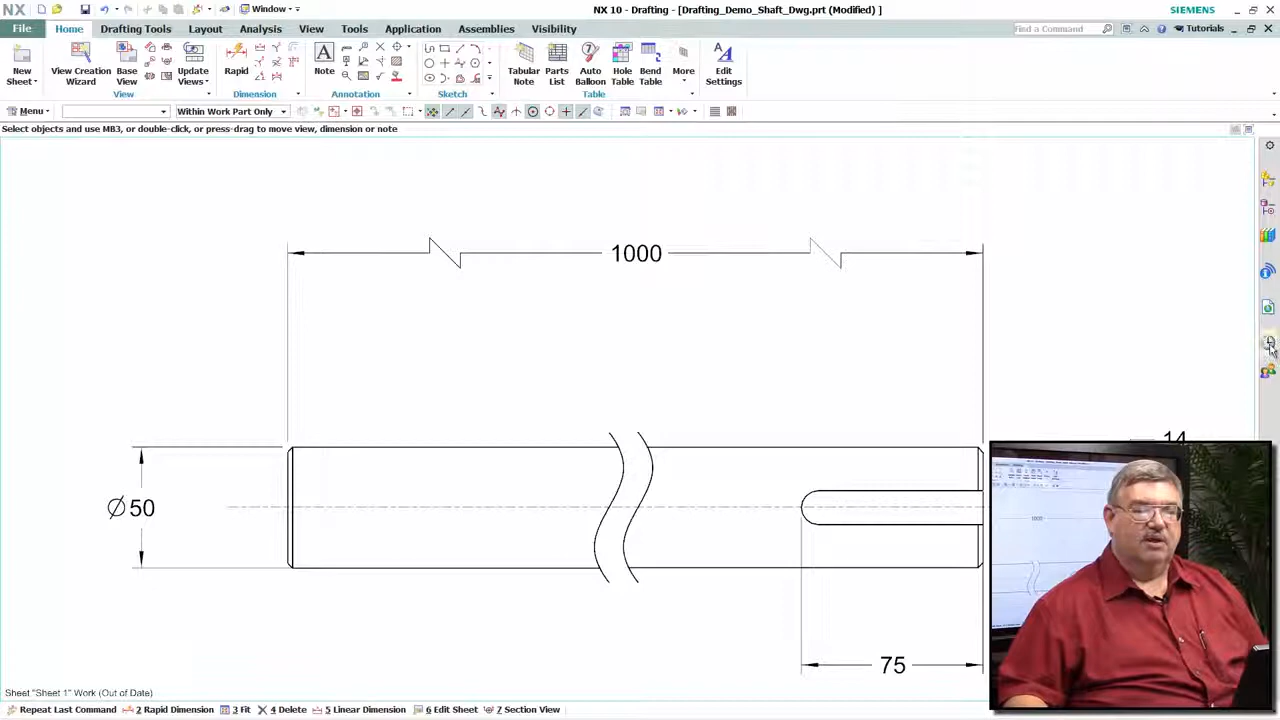 NX NX 10 - Drafting - [Drafting_Demo_Shaft_Dwg.prt (Modified) ] SIEMENS
Window
File Home Drafting Tools Layout Analysis View Tools Application Assemblies Visibility Find a Command Tutorials
New Sheet View Creation Wizard Base View Update Views Rapid Note Tabular Note Parts List Auto Balloon Hole Table Bend Table More Edit Settings
View Dimension Annotation Sketch Table
Menu Within Work Part Only
Select objects and use MB3, or double-click, or press-drag to move view, dimension or note
1000
14
Ø50
75
Sheet "Sheet 1" Work (Out of Date)
Repeat Last Command 2 Rapid Dimension 3 Fit 4 Delete 5 Linear Dimension 6 Edit Sheet 7 Section View